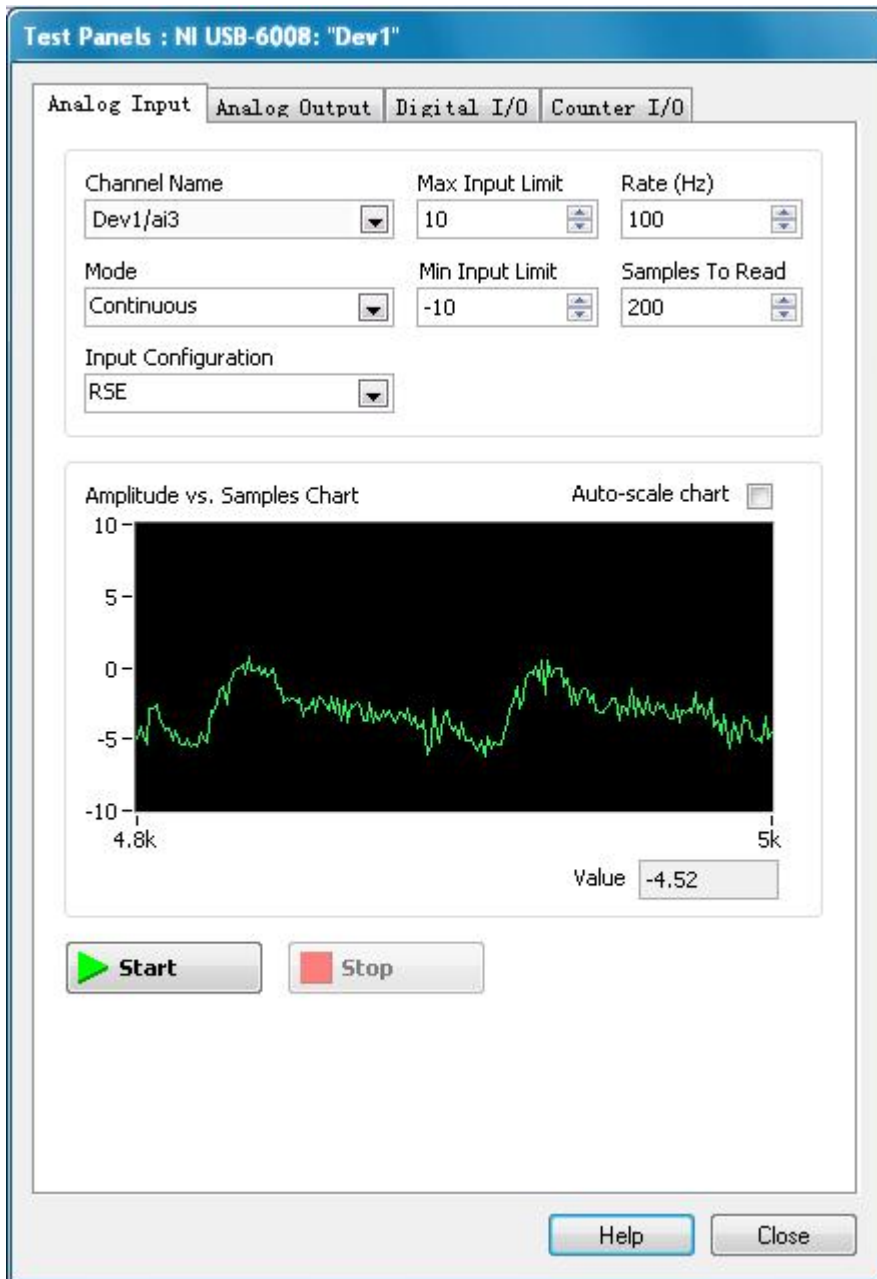 Test Panels : NI USB-6008: "Dev1"
Analog Input Analog Output Digital I/O Counter I/O
Channel Name Max Input Limit Rate (Hz)
Dev1/ai3 10 100
Mode Min Input Limit Samples To Read
Continuous -10 200
Input Configuration
RSE
Amplitude vs. Samples Chart Auto-scale chart
10
5
0
-5
-10
4.8k 5k
Value -4.52
Start Stop
Help Close